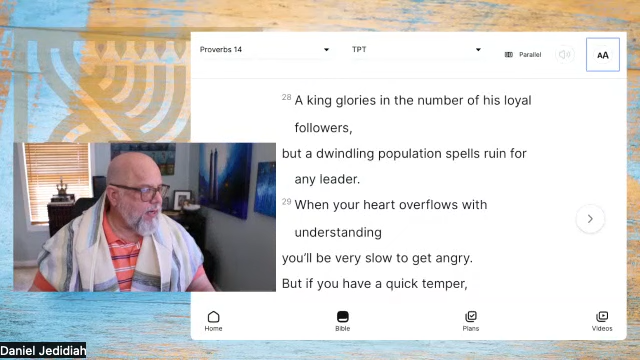 Proverbs 14
TPT
Parallel
AA
28 A king glories in the number of his loyal
followers,
but a dwindling population spells ruin for
any leader.
29 When your heart overflows with
understanding
you'll be very slow to get angry.
But if you have a quick temper,
Home
Bible
Plans
Videos
Daniel Jedidiah